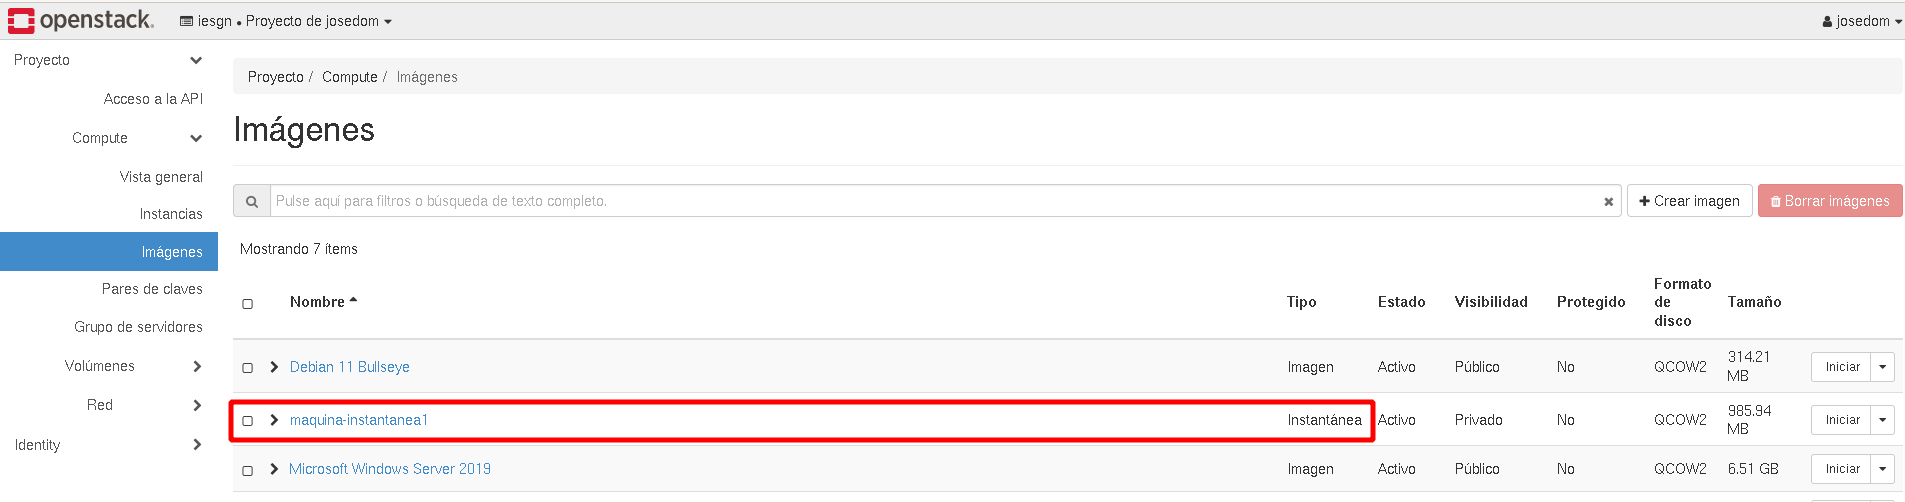 openstack. iesgn • Proyecto de josedom josedom
Proyecto
Acceso a la API
Compute
Vista general
Instancias
Imágenes
Pares de claves
Grupo de servidores
Volúmenes
Red
Identity
Proyecto / Compute / Imágenes
Imágenes
Pulse aquí para filtros o búsqueda de texto completo.
Crear imagen
Borrar imágenes
Mostrando 7 ítems
Nombre Tipo Estado Visibilidad Protegido Formato de disco Tamaño
Debian 11 Bullseye Imagen Activo Público No QCOW2 314.21 MB Iniciar
maquina-instantanea1 Instantánea Activo Privado No QCOW2 985.94 MB Iniciar
Microsoft Windows Server 2019 Imagen Activo Público No QCOW2 6.51 GB Iniciar